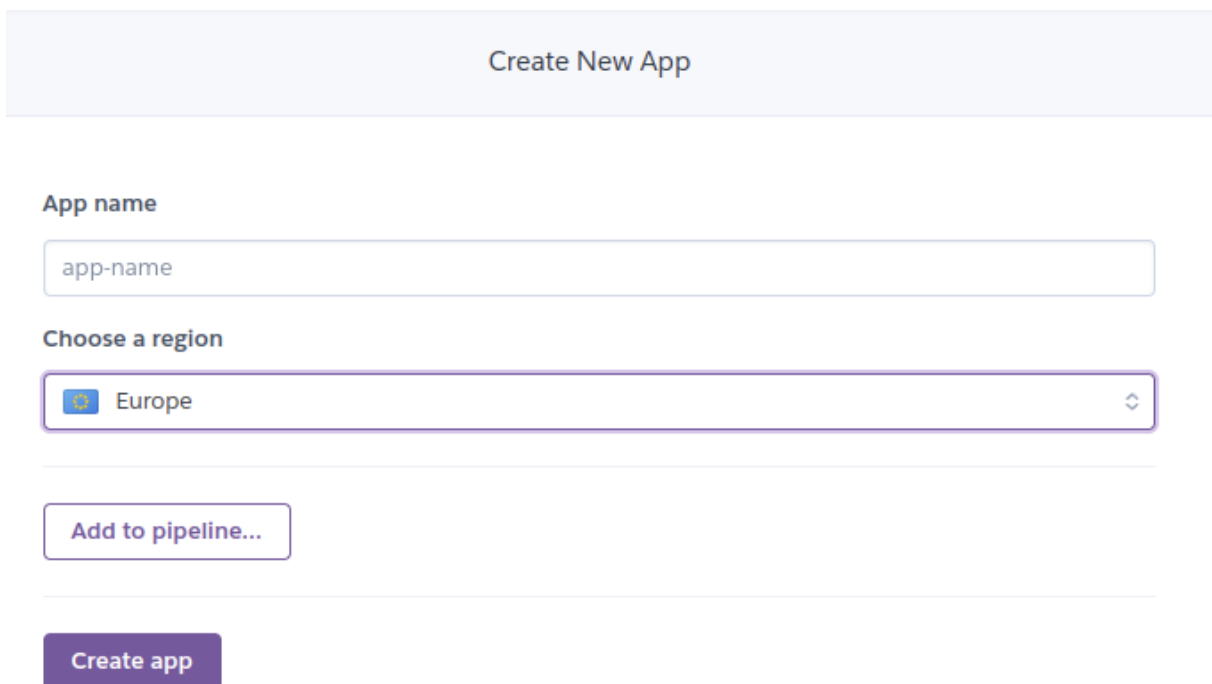 Create New App
App name
app-name
Choose a region
Europe
Add to pipeline...
Create app